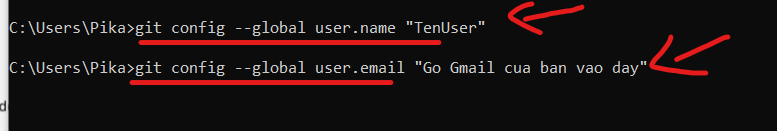 C:\Users\Pika>git config --global user.name "TenUser"
C:\Users\Pika>git config --global user.email "Go Gmail cua ban vao day"
d